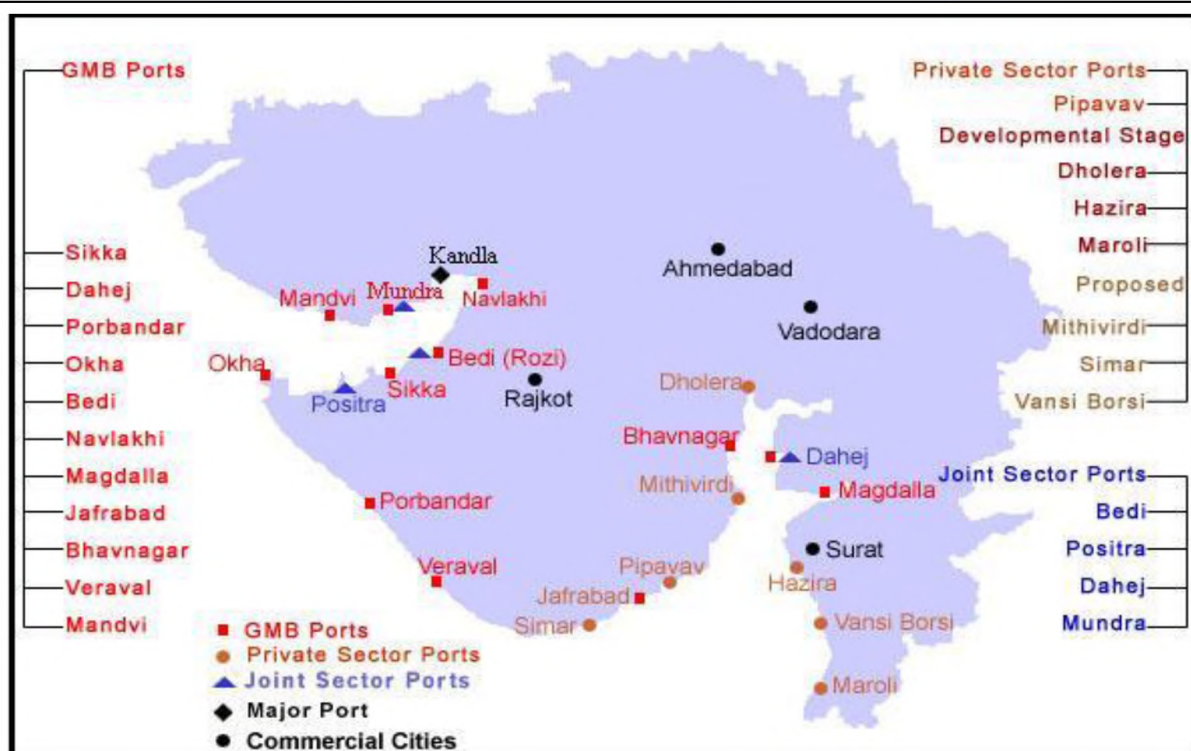 GMB Ports
Sikka
Dahej
Porbandar
Okha
Bedi
Navlakhi
Magdalla
Jafrabad
Bhavnagar
Veraval
Mandvi
Kandla
Mundra
Mandvi
Navlakhi
Okha
Bedi (Rozi)
Sikka
Positra
Rajkot
Ahmedabad
Vadodara
Dholera
Bhavnagar
Dahej
Mithivirdi
Magdalla
Porbandar
Surat
Veraval
Pipavav
Hazira
Jafrabad
Simar
Vansi Borsi
Maroli
GMB Ports
Private Sector Ports
Joint Sector Ports
Major Port
Commercial Cities
Private Sector Ports
Pipavav
Developmental Stage
Dholera
Hazira
Maroli
Proposed
Mithivirdi
Simar
Vansi Borsi
Joint Sector Ports
Bedi
Positra
Dahej
Mundra